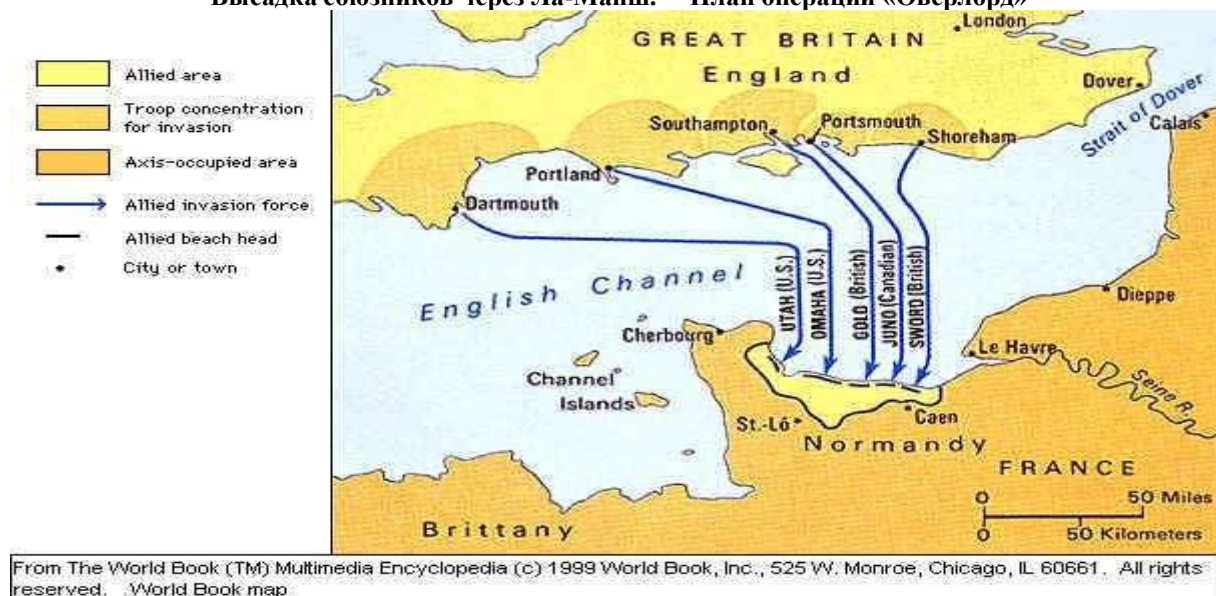 Высадка союзников через Ла-Манш. План операции «Оверлорд»
Allied area
Troop concentration
for invasion
Axis-occupied area
Allied invasion force
Allied beach head
City or town
GREAT BRITAIN
England
London
Dover
Strait of Dover
Calais
Southampton
Portsmouth
Shoreham
Portland
Dartmouth
English Channel
UTAH (U.S.)
OMAHA (U.S.)
GOLD (British)
JUNO (Canadian)
SWORD (British)
Dieppe
Cherbourg
Le Havre
Seine R.
Channel
Islands
St.-Lô
Caen
Normandy
FRANCE
Brittany
0 50 Miles
0 50 Kilometers
From The World Book (TM) Multimedia Encyclopedia (c) 1999 World Book, Inc., 525 W. Monroe, Chicago, IL 60661. All rights
reserved. World Book map